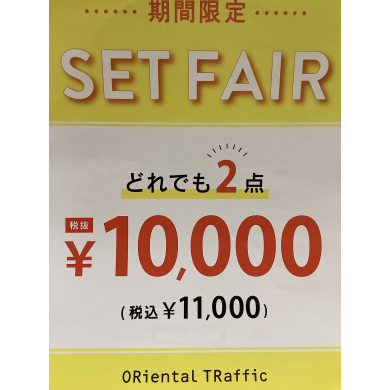 ……期間限定……
SET FAIR
どれでも2点
税抜
¥10,000
(税込¥11,000)
ORiental TRaffic